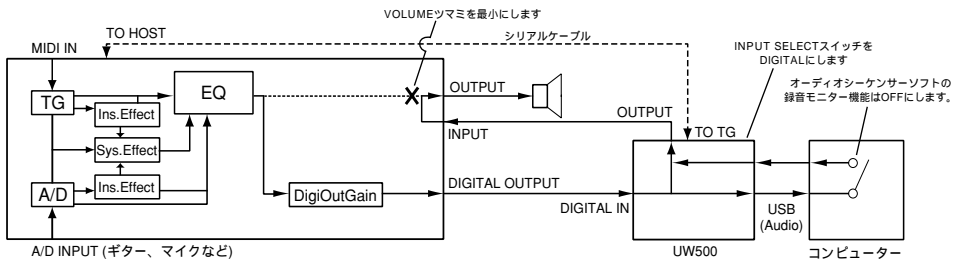 VOLUMEツマミを最小にします
TO HOST
シリアルケーブル
MIDI IN
INPUT SELECTスイッチを
DIGITALにします
オーディオシーケンサーソフトの
録音モニター機能はOFFにします。
TG
EQ
OUTPUT
Ins.Effect
OUTPUT
INPUT
TO TG
Sys.Effect
A/D
Ins.Effect
DigiOutGain
DIGITAL OUTPUT
DIGITAL IN
USB
(Audio)
A/D INPUT (ギター、マイクなど)
UW500
コンピューター